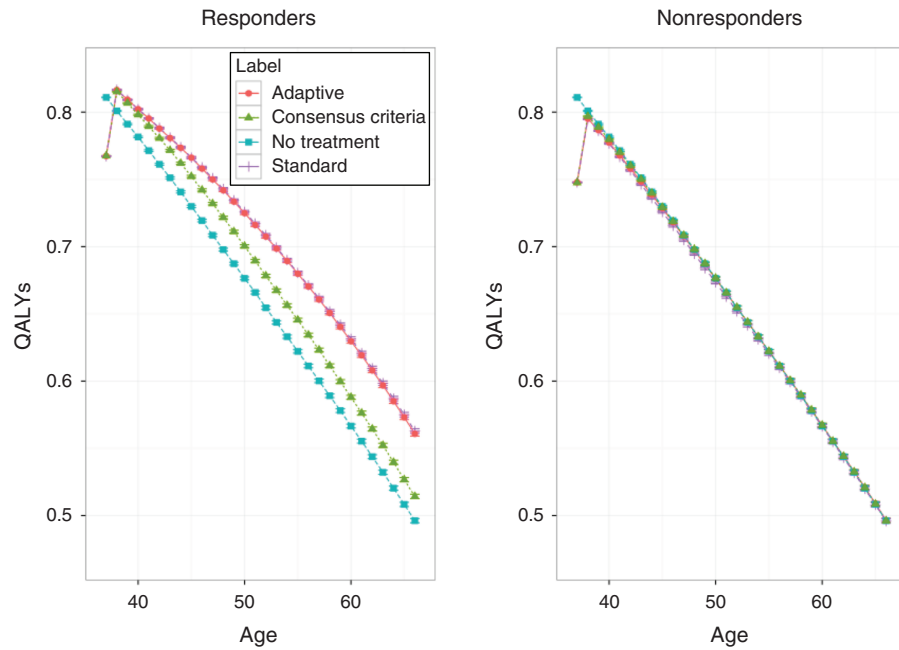 Responders
Label
Adaptive
Consensus criteria
No treatment
Standard
0.8
0.7
0.6
0.5
QALYs
40
50
60
Age
Nonresponders
0.8
0.7
0.6
0.5
QALYs
40
50
60
Age